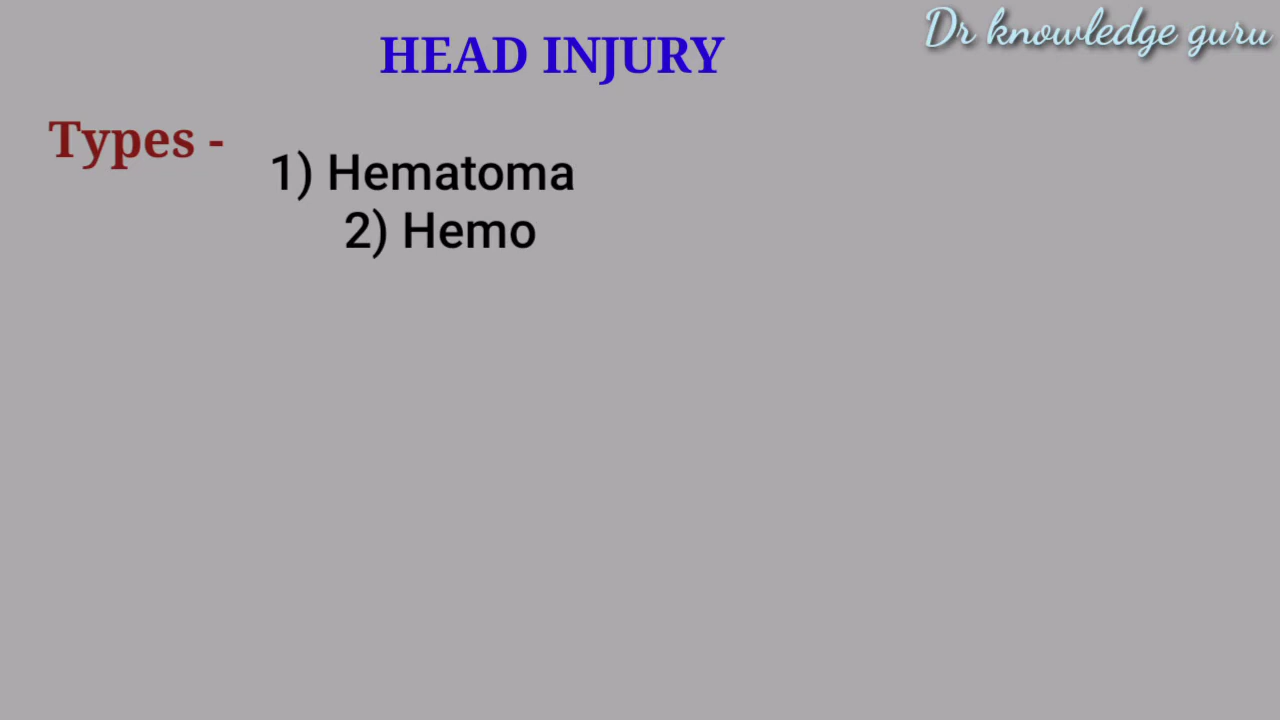 Dr knowledge guru
HEAD INJURY
Types -
1) Hematoma
2) Hemo